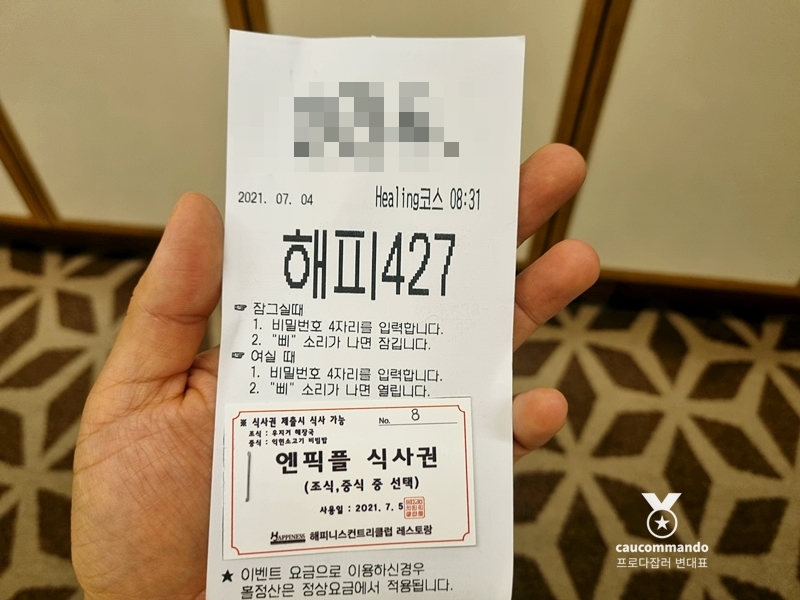 2021. 07. 04 Healing코스 08:31
해피427
☞ 잠그실때
1. 비밀번호 4자리를 입력합니다.
2. "삐" 소리가 나면 잠깁니다.
☞ 여실 때
1. 비밀번호 4자리를 입력합니다.
2. "삐" 소리가 나면 열립니다.
※ 식사권 제출시 식사 가능 No. 8
조식 : 우거지 해장국
중식 : 익힌소고기 비빔밥
엔픽플 식사권
(조식,중식 중 선택)
사용일 : 2021. 7. 5
HAPPINESS 해피니스컨트리클럽 레스토랑
★ 이벤트 요금으로 이용하신경우
홀정산은 정상요금에서 적용됩니다.
caucommando
프로다잡러 변대표